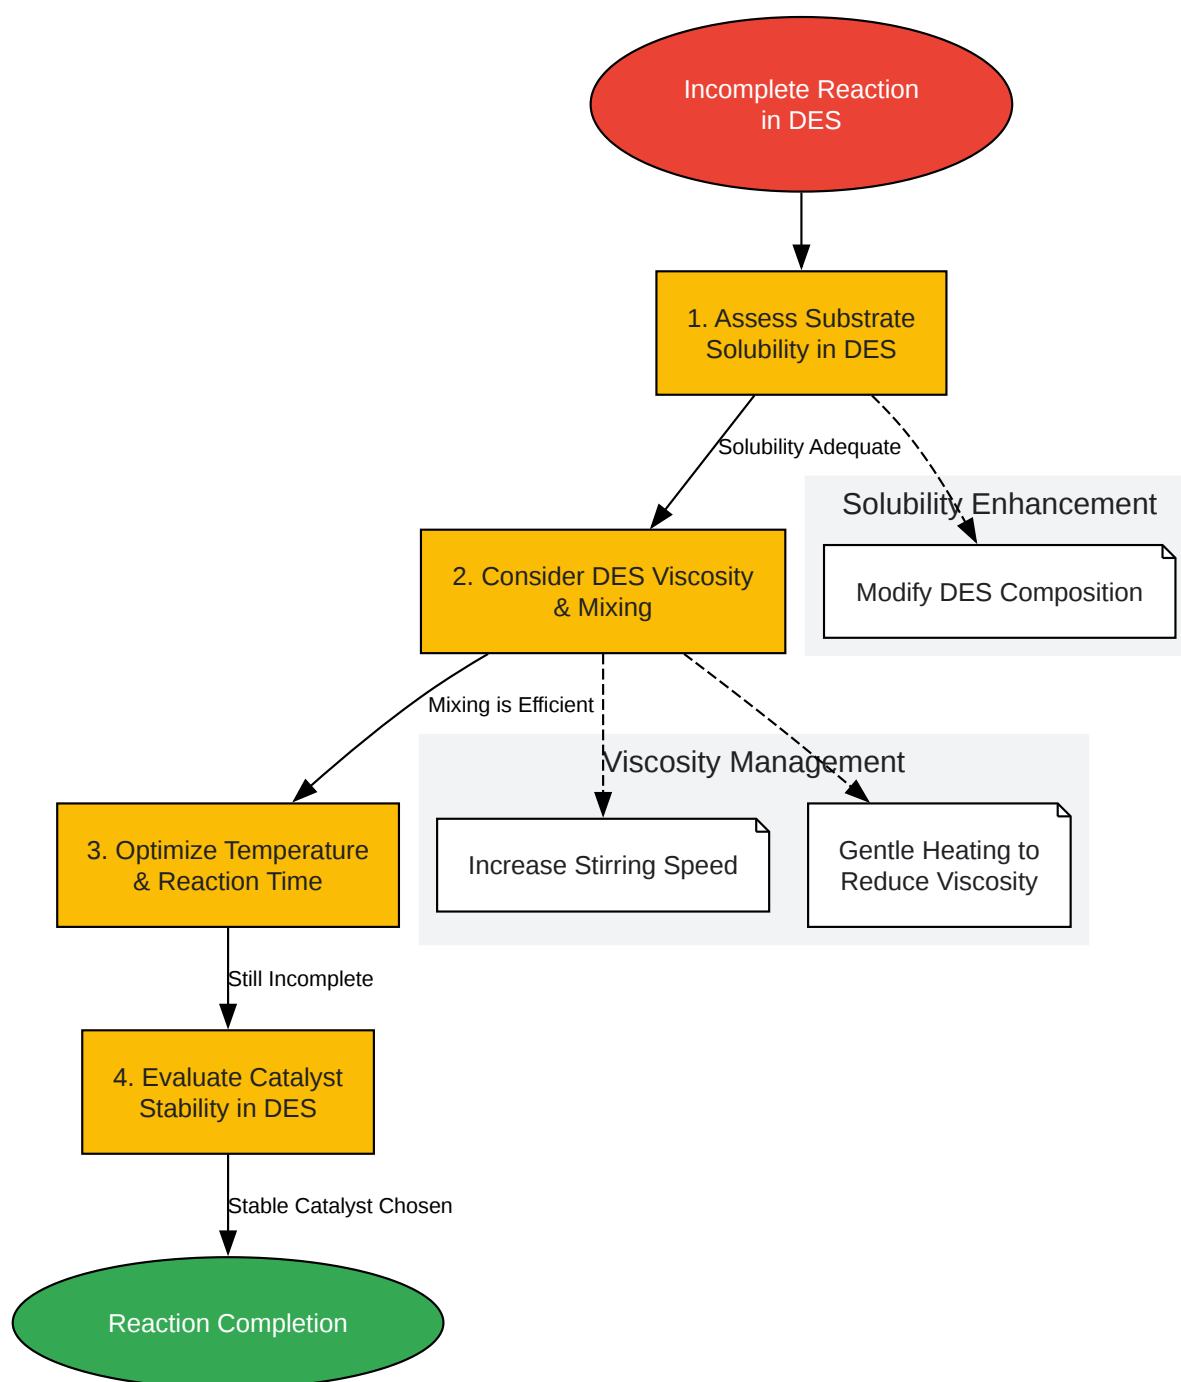 Incomplete Reaction
in DES
1. Assess Substrate
Solubility in DES
Solubility Adequate
Solubility Enhancement
Modify DES Composition
2. Consider DES Viscosity
& Mixing
Mixing is Efficient
Viscosity Management
Increase Stirring Speed
Gentle Heating to
Reduce Viscosity
3. Optimize Temperature
& Reaction Time
Still Incomplete
4. Evaluate Catalyst
Stability in DES
Stable Catalyst Chosen
Reaction Completion